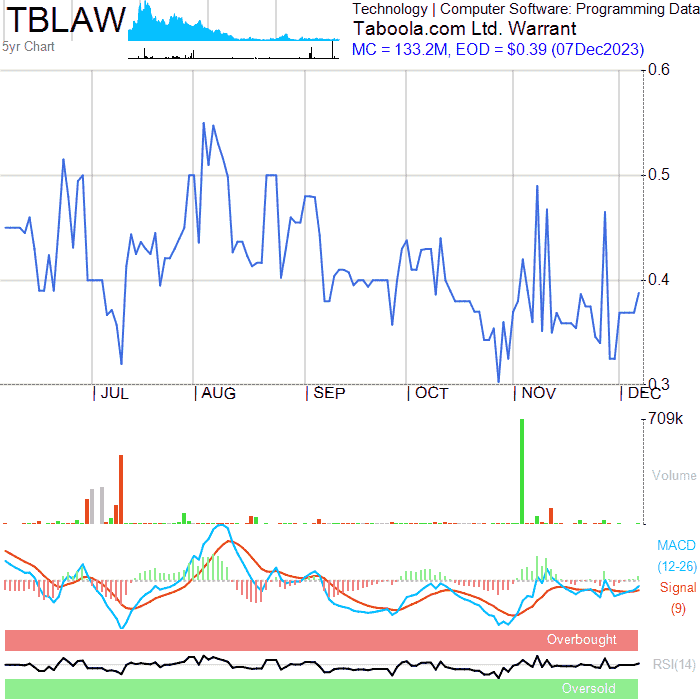 TBLAW
5yr Chart
Technology | Computer Software: Programming Data
Taboola.com Ltd. Warrant
MC = 133.2M, EOD = $0.39 (07Dec2023)
0.6
0.5
0.4
0.3
JUL AUG SEP OCT NOV DEC
709k
Volume
MACD
(12-26)
Signal
(9)
Overbought
RSI(14)
Oversold